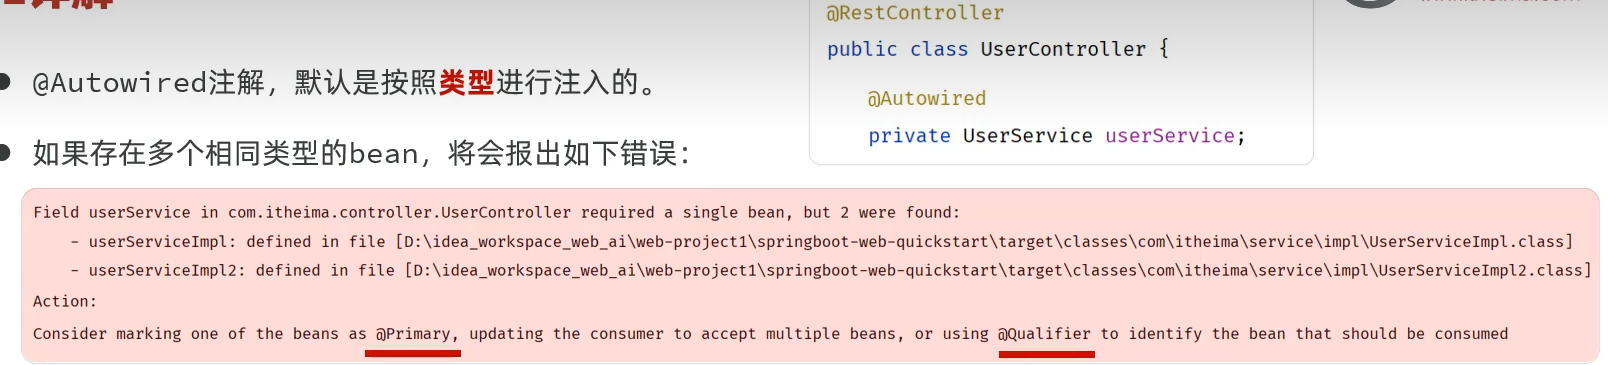 详解
@RestController
public class UserController {
@Autowired
private UserService userService;
@Autowired注解，默认是按照类型进行注入的。
如果存在多个相同类型的bean，将会报出如下错误：
Field userService in com.itheima.controller.UserController required a single bean, but 2 were found:
- userServiceImpl: defined in file [D:\idea_workspace_web_ai\web-project1\springboot-web-quickstart\target\classes\com\itheima\service\impl\UserServiceImpl.class]
- userServiceImpl2: defined in file [D:\idea_workspace_web_ai\web-project1\springboot-web-quickstart\target\classes\com\itheima\service\impl\UserServiceImpl2.class]
Action:
Consider marking one of the beans as @Primary, updating the consumer to accept multiple beans, or using @Qualifier to identify the bean that should be consumed